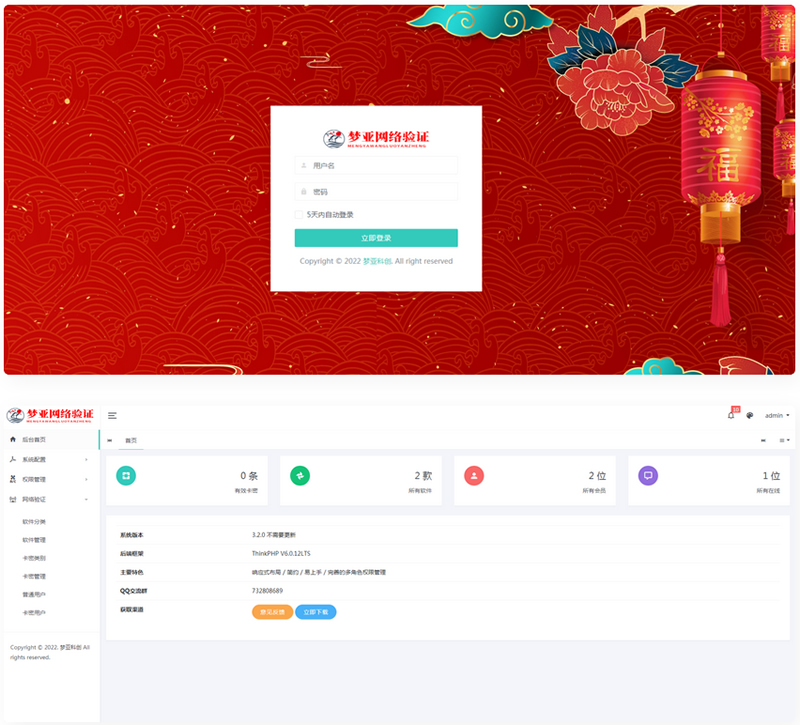 福
福
梦亚网络验证
MENGYAWANGLUOYANZHENG
用户名
密码
5天内自动登录
立即登录
Copyright © 2022 梦亚科创. All right reserved
梦亚网络验证
MENGYAWANGLUOYANZHENG
admin
后台首页
首页
系统配置
权限管理
网络验证
软件分类
软件管理
卡密类别
卡密管理
普通用户
卡密用户
Copyright © 2022. 梦亚科创 All
rights reserved.
0 条
有效卡密
2 款
所有软件
2 位
所有会员
1 位
所有在线
系统版本 3.2.0 不需要更新
后端框架 ThinkPHP V6.0.12LTS
主要特色 响应式布局 / 简约 / 易上手 / 完善的多角色权限管理
QQ交流群 732808689
获取渠道 意见反馈 立即下载